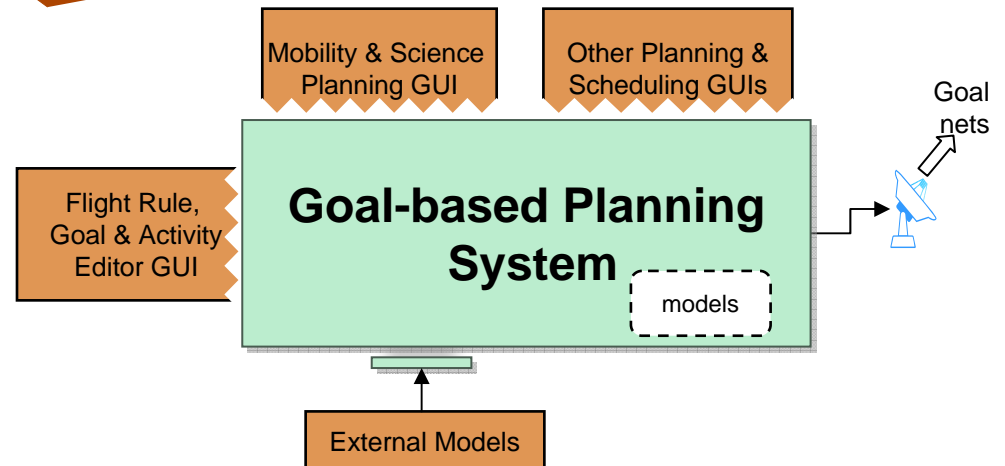 Mobility & Science
Planning GUI
Other Planning &
Scheduling GUIs
Goal
nets
Flight Rule,
Goal & Activity
Editor GUI
Goal-based Planning
System
models
External Models